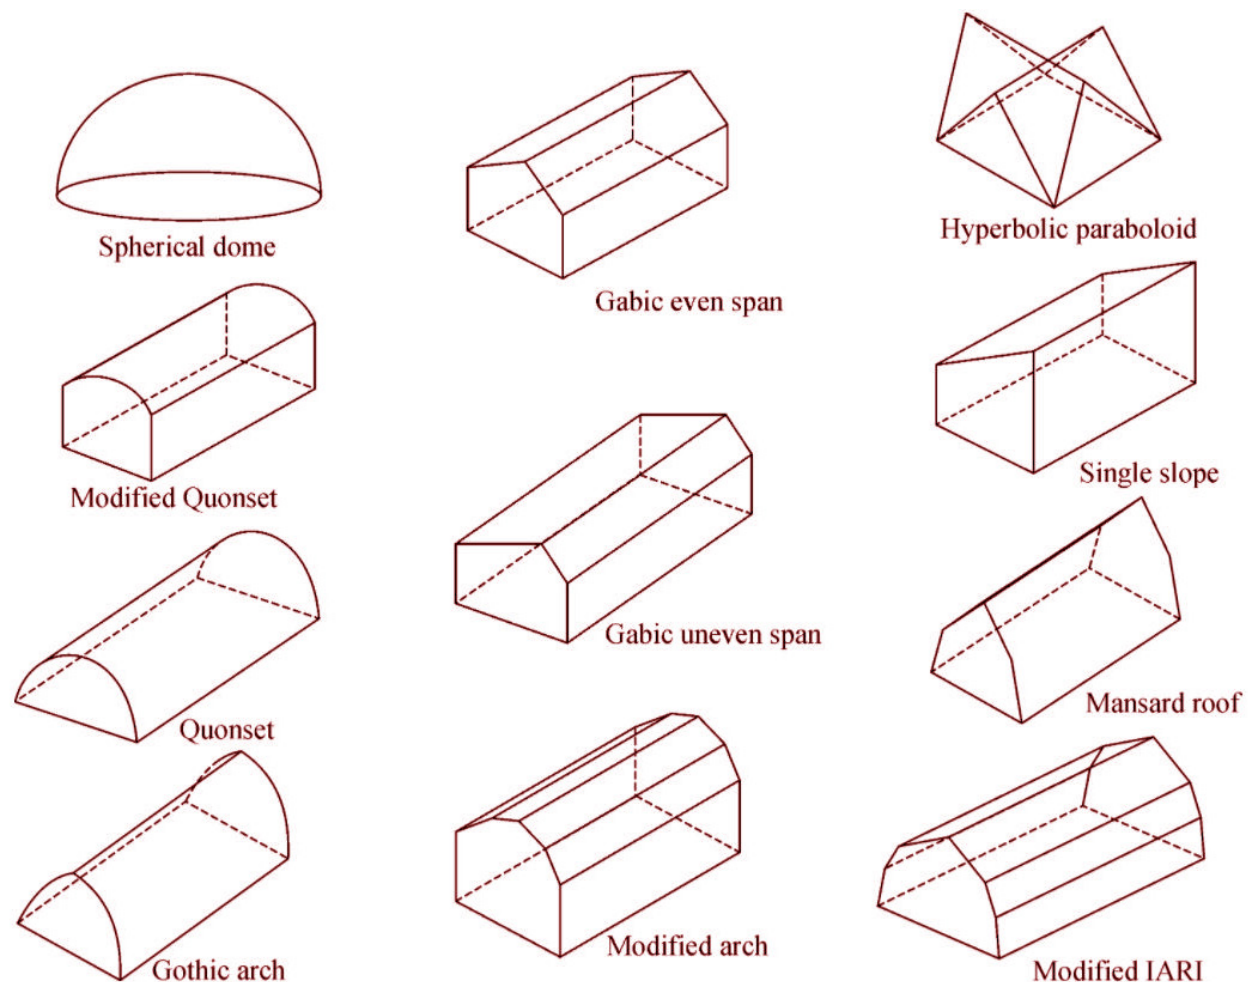 Spherical dome
Gabic even span
Hyperbolic paraboloid
Modified Quonset
Single slope
Gabic uneven span
Quonset
Mansard roof
Gothic arch
Modified arch
Modified IARI